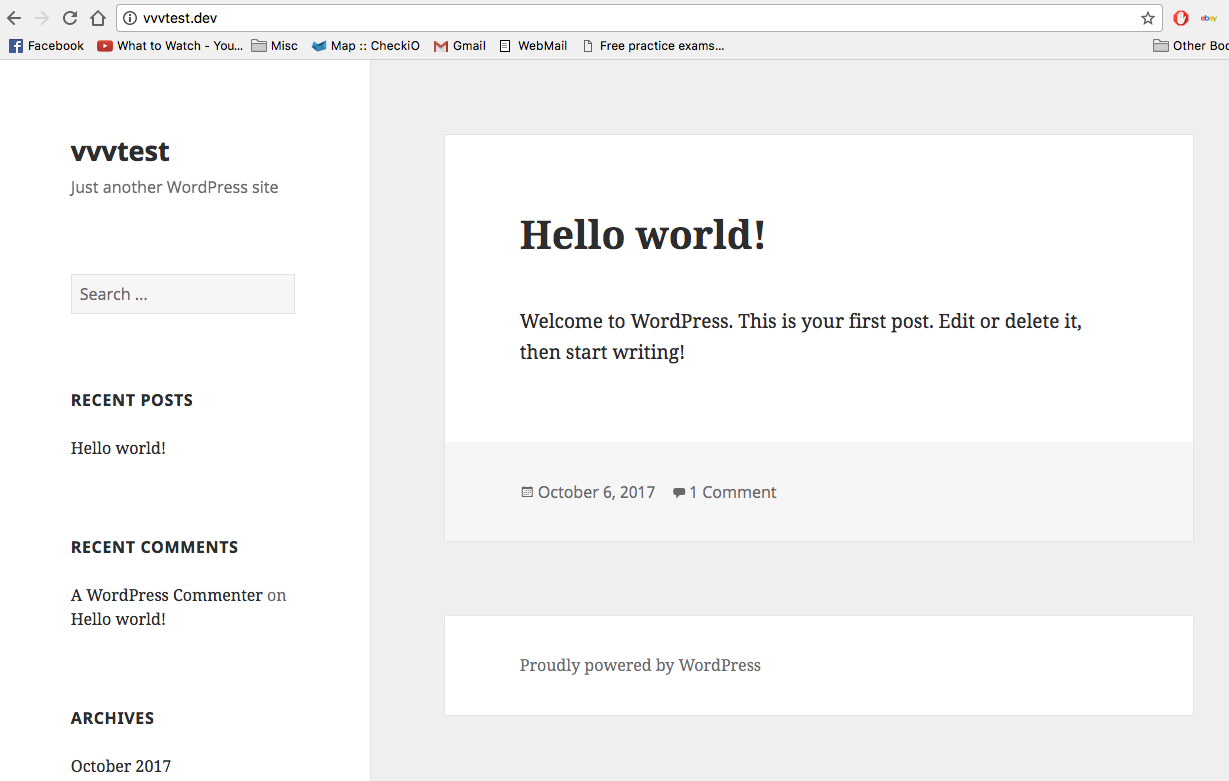 vvvtest.dev
Facebook
What to Watch - You...
Misc
Map :: CheckiO
Gmail
WebMail
Free practice exams...
Other Boo
vvvtest
Just another WordPress site
Search ...
RECENT POSTS
Hello world!
RECENT COMMENTS
A WordPress Commenter on
Hello world!
ARCHIVES
October 2017
Hello world!
Welcome to WordPress. This is your first post. Edit or delete it,
then start writing!
October 6, 2017
1 Comment
Proudly powered by WordPress